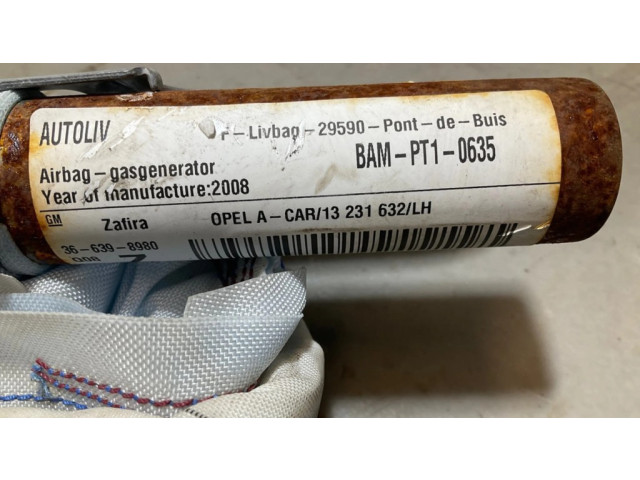 AUTOLIV F-Livbag-29590-Pont-de-Buis
BAM-PT1-0635
Airbag-gasgenerator
Year of manufacture:2008
GM Zafira OPEL A-CAR/13 231 632/LH
36-639-8980